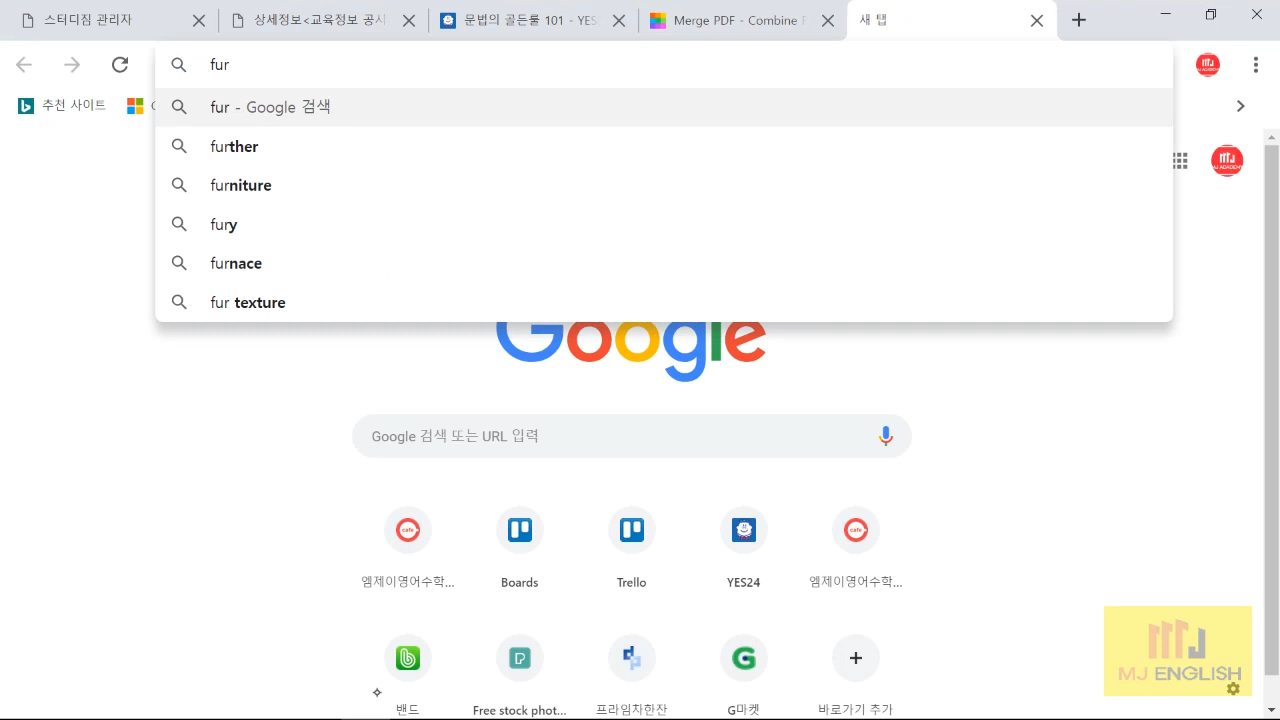 스터디짐 관리자
상세정보<교육정보 공시
문법의 골든룰 101 - YES
Merge PDF - Combine
새 탭
fur
추천 사이트
fur - Google 검색
further
furniture
fury
furnace
fur texture
Google
Google 검색 또는 URL 입력
엠제이영어수학...
Boards
Trello
YES24
엠제이영어수학...
MJ ENGLISH
밴드
Free stock phot...
프라임차한잔
G마켓
바로가기 추가